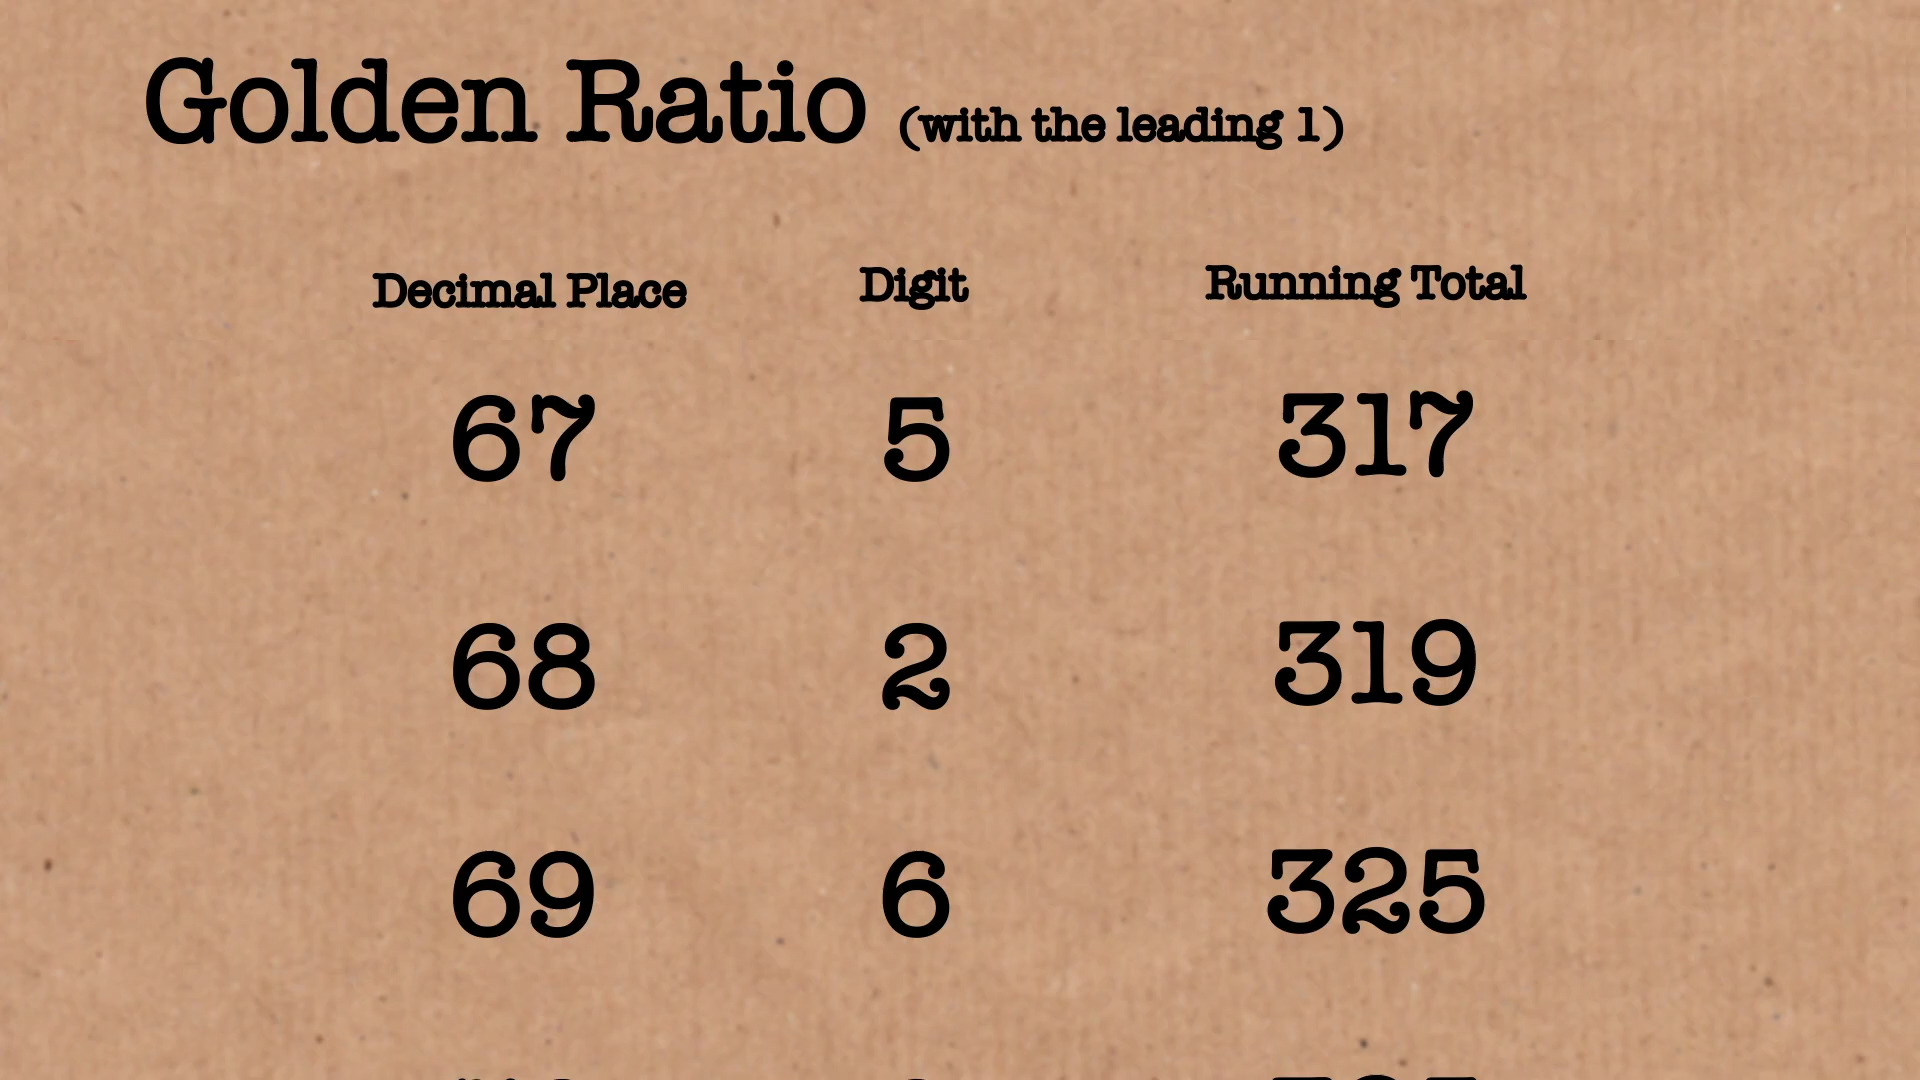 Golden Ratio (with the leading 1)
Decimal Place Digit Running Total
67 5 317
68 2 319
69 6 325